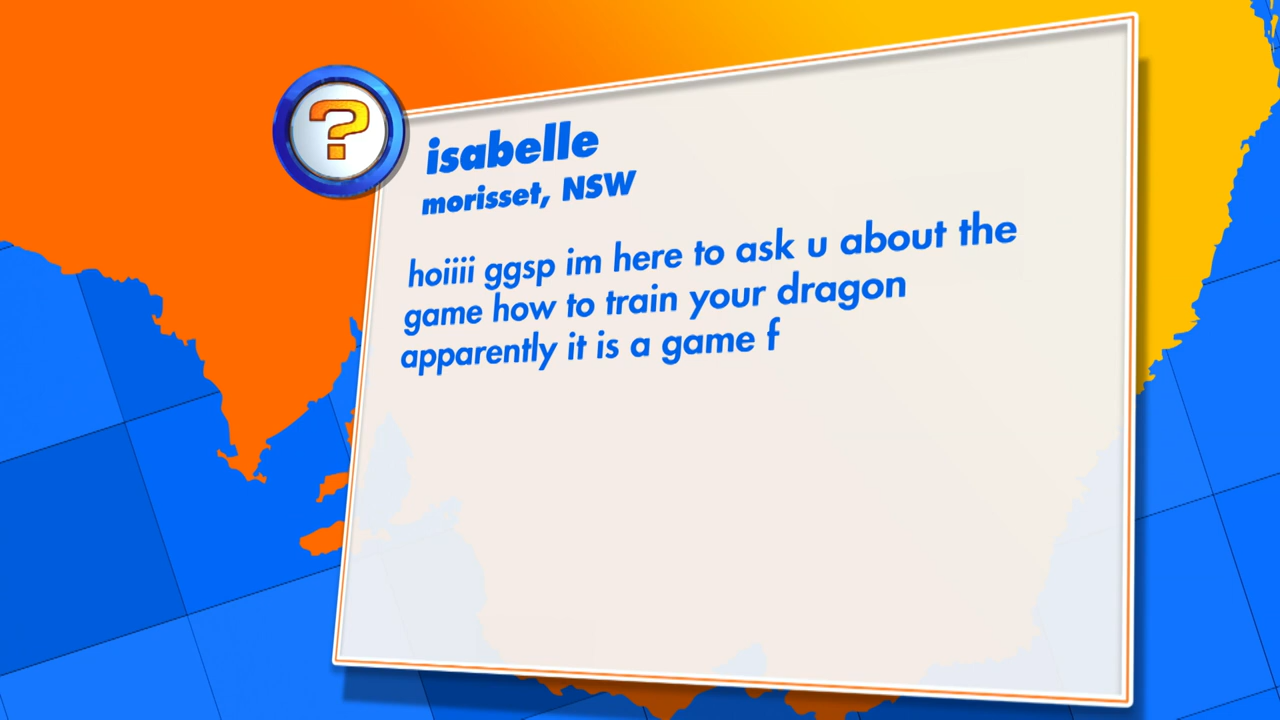 ?
isabelle
morisset, NSW
hoiiii ggsp im here to ask u about the
game how to train your dragon
apparently it is a game f